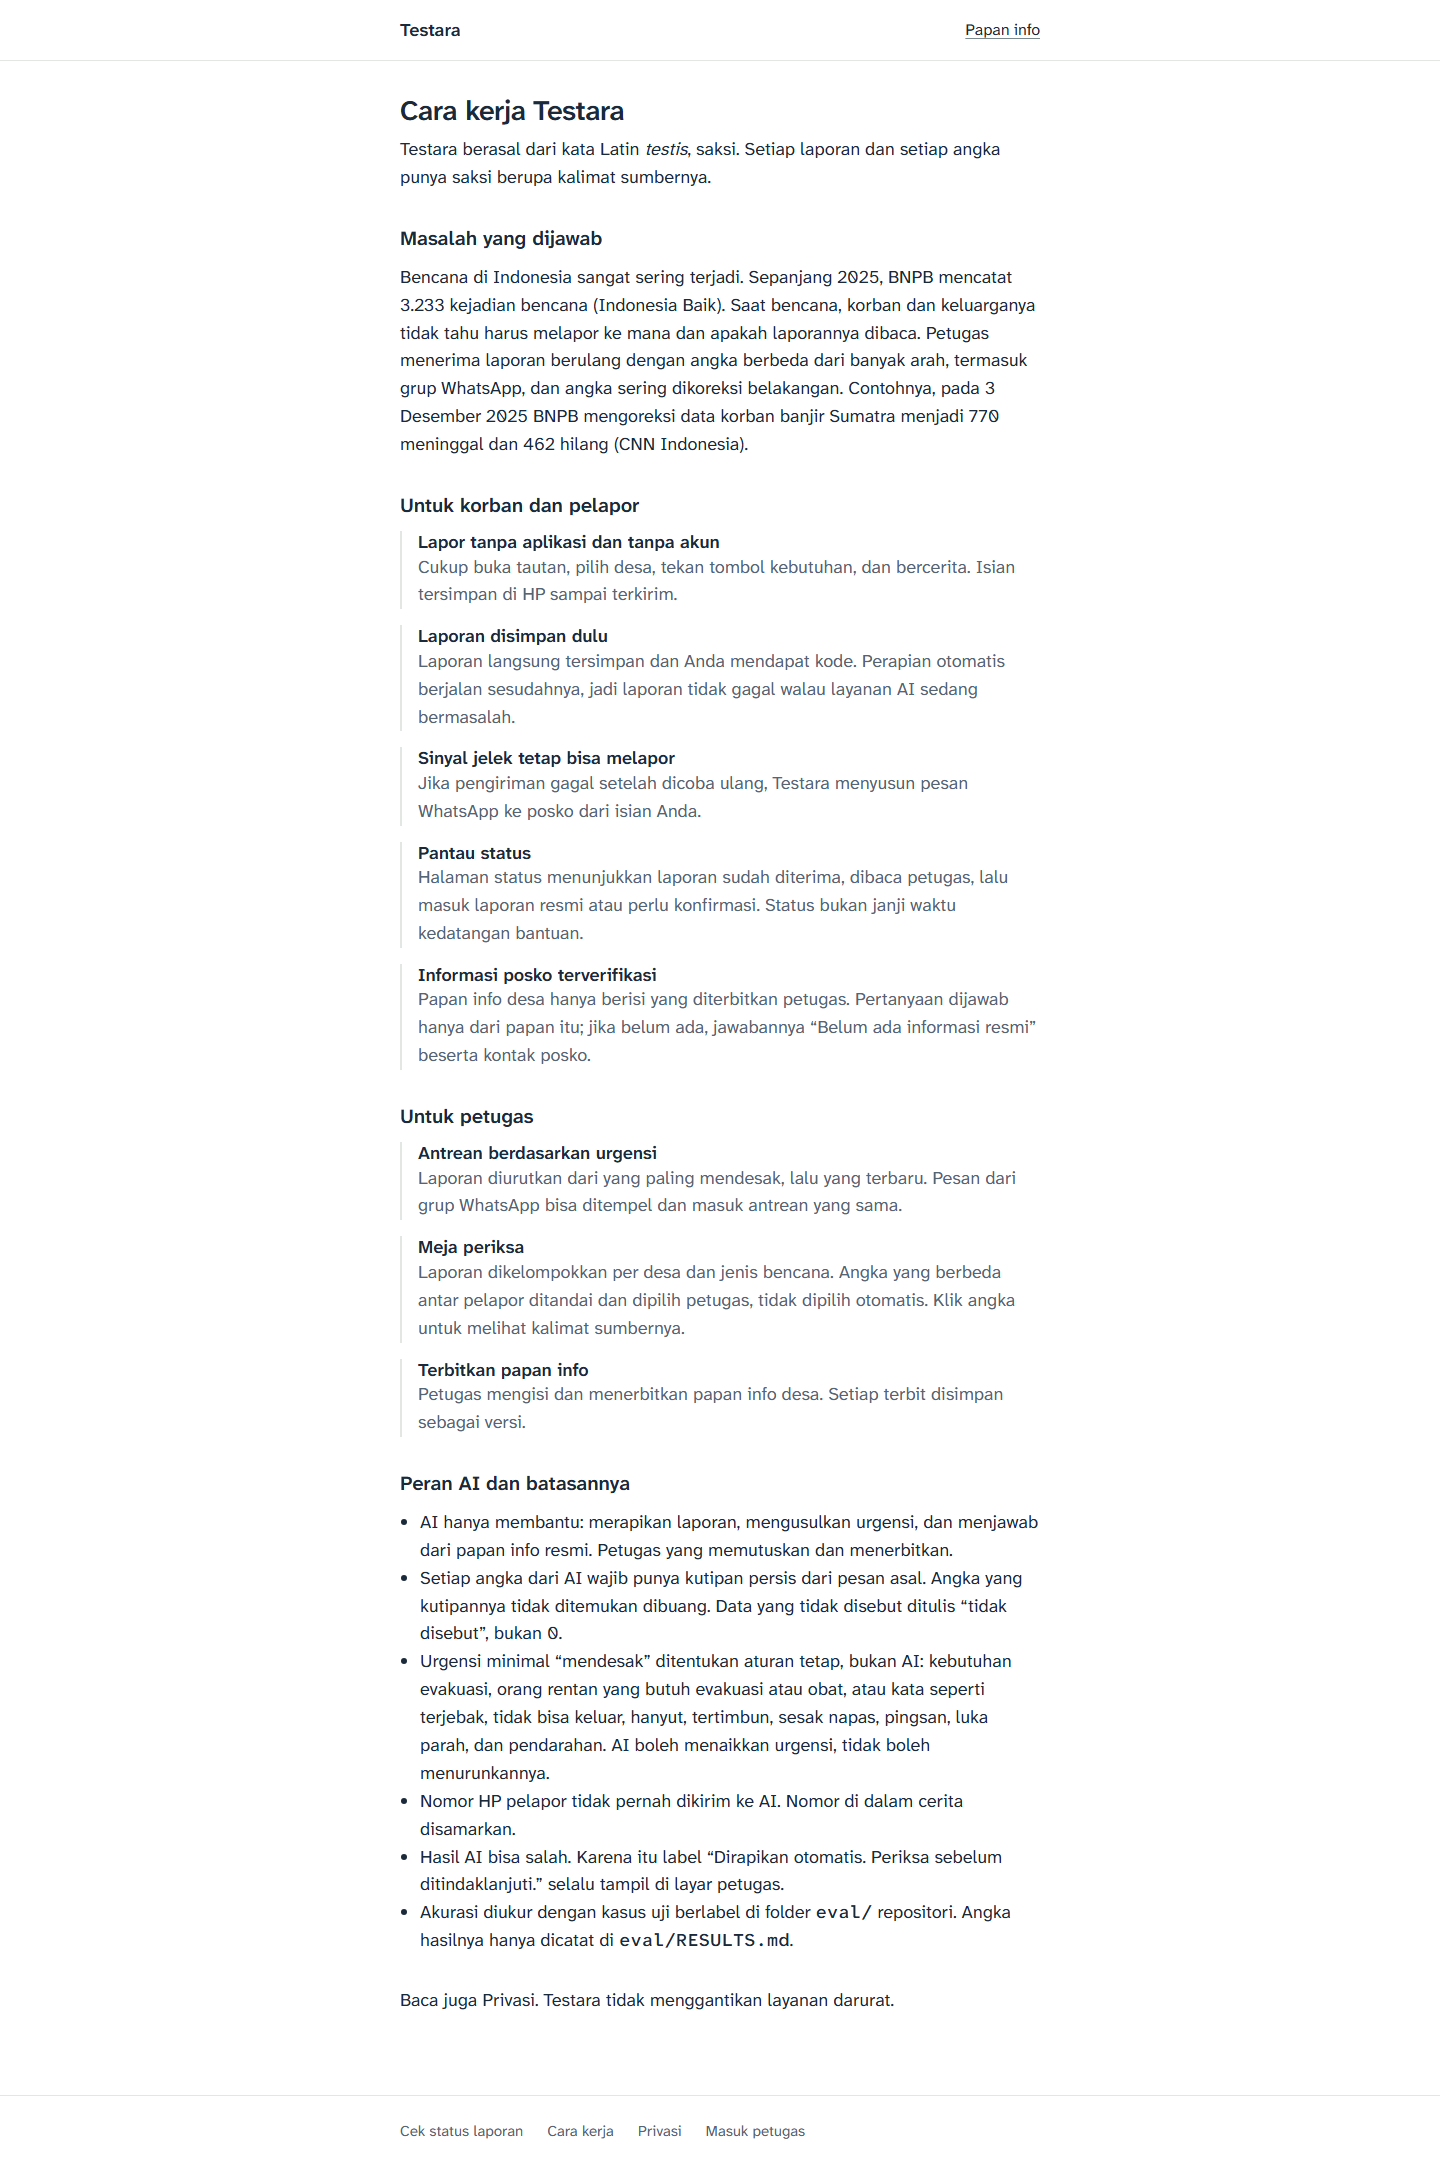 Testara
Papan info
Cara kerja Testara
Testara berasal dari kata Latin testis, saksi. Setiap laporan dan setiap angka
punya saksi berupa kalimat sumbernya.
Masalah yang dijawab
Bencana di Indonesia sangat sering terjadi. Sepanjang 2025, BNPB mencatat
3.233 kejadian bencana (Indonesia Baik). Saat bencana, korban dan keluarganya
tidak tahu harus melapor ke mana dan apakah laporannya dibaca. Petugas
menerima laporan berulang dengan angka berbeda dari banyak arah, termasuk
grup WhatsApp, dan angka sering dikoreksi belakangan. Contohnya, pada 3
Desember 2025 BNPB mengoreksi data korban banjir Sumatra menjadi 770
meninggal dan 462 hilang (CNN Indonesia).
Untuk korban dan pelapor
Lapor tanpa aplikasi dan tanpa akun
Cukup buka tautan, pilih desa, tekan tombol kebutuhan, dan bercerita. Isian
tersimpan di HP sampai terkirim.
Laporan disimpan dulu
Laporan langsung tersimpan dan Anda mendapat kode. Perapian otomatis
berjalan sesudahnya, jadi laporan tidak gagal walau layanan AI sedang
bermasalah.
Sinyal jelek tetap bisa melapor
Jika pengiriman gagal setelah dicoba ulang, Testara menyusun pesan
WhatsApp ke posko dari isian Anda.
Pantau status
Halaman status menunjukkan laporan sudah diterima, dibaca petugas, lalu
masuk laporan resmi atau perlu konfirmasi. Status bukan janji waktu
kedatangan bantuan.
Informasi posko terverifikasi
Papan info desa hanya berisi yang diterbitkan petugas. Pertanyaan dijawab
hanya dari papan itu; jika belum ada, jawabannya “Belum ada informasi resmi”
beserta kontak posko.
Untuk petugas
Antrean berdasarkan urgensi
Laporan diurutkan dari yang paling mendesak, lalu yang terbaru. Pesan dari
grup WhatsApp bisa ditempel dan masuk antrean yang sama.
Meja periksa
Laporan dikelompokkan per desa dan jenis bencana. Angka yang berbeda
antar pelapor ditandai dan dipilih petugas, tidak dipilih otomatis. Klik angka
untuk melihat kalimat sumbernya.
Terbitkan papan info
Petugas mengisi dan menerbitkan papan info desa. Setiap terbit disimpan
sebagai versi.
Peran AI dan batasannya
• AI hanya membantu: merapikan laporan, mengusulkan urgensi, dan menjawab
dari papan info resmi. Petugas yang memutuskan dan menerbitkan.
• Setiap angka dari AI wajib punya kutipan persis dari pesan asal. Angka yang
kutipannya tidak ditemukan dibuang. Data yang tidak disebut ditulis “tidak
disebut”, bukan 0.
• Urgensi minimal “mendesak” ditentukan aturan tetap, bukan AI: kebutuhan
evakuasi, orang rentan yang butuh evakuasi atau obat, atau kata seperti
terjebak, tidak bisa keluar, hanyut, tertimbun, sesak napas, pingsan, luka
parah, dan pendarahan. AI boleh menaikkan urgensi, tidak boleh
menurunkannya.
• Nomor HP pelapor tidak pernah dikirim ke AI. Nomor di dalam cerita
disamarkan.
• Hasil AI bisa salah. Karena itu label “Dirapikan otomatis. Periksa sebelum
ditindaklanjuti.” selalu tampil di layar petugas.
• Akurasi diukur dengan kasus uji berlabel di folder eval/ repositori. Angka
hasilnya hanya dicatat di eval/RESULTS.md.
Baca juga Privasi. Testara tidak menggantikan layanan darurat.
Cek status laporan
Cara kerja
Privasi
Masuk petugas